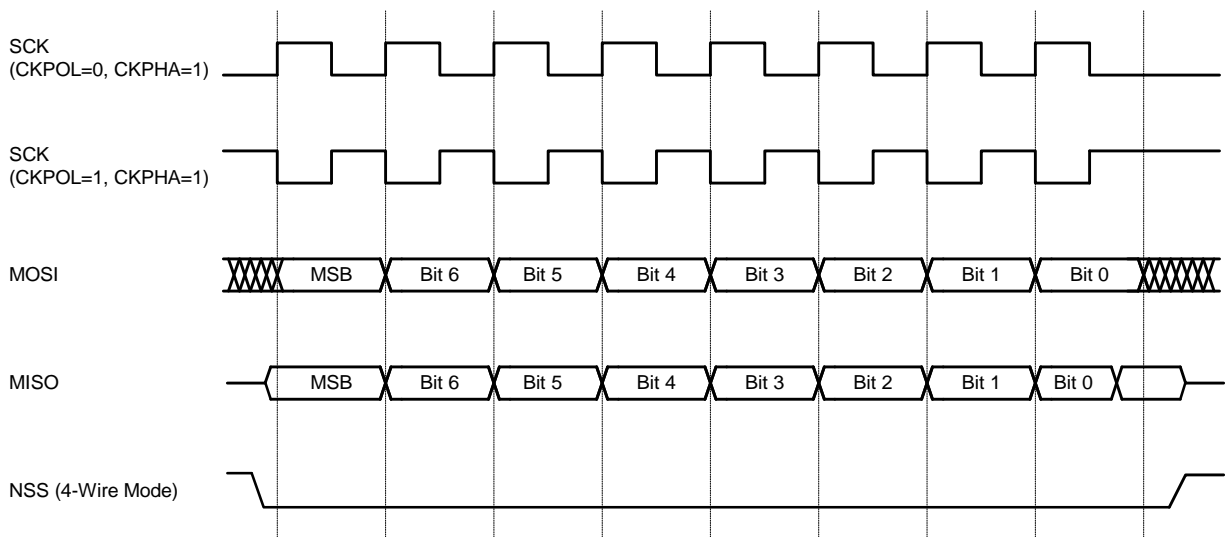 SCK
(CKPOL=0, CKPHA=1)
SCK
(CKPOL=1, CKPHA=1)
MOSI MSB Bit 6 Bit 5 Bit 4 Bit 3 Bit 2 Bit 1 Bit 0
MISO MSB Bit 6 Bit 5 Bit 4 Bit 3 Bit 2 Bit 1 Bit 0
NSS (4-Wire Mode)